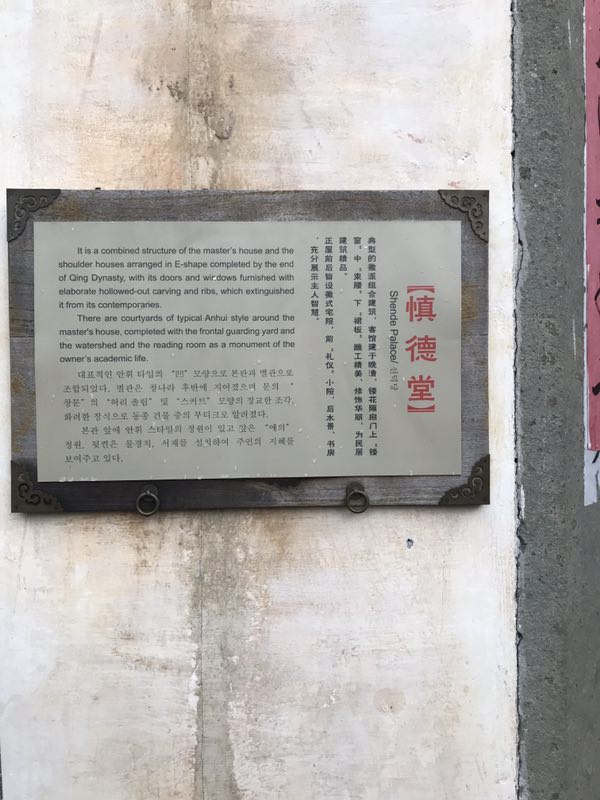 【慎德堂】
Shende Palace/ 신덕당
典型的徽派组合建筑，客馆建于晚清，镂花隔扇门上“镂
窗”，中“束腰”，下“裙板”，雕工精美、修饰华丽，为民居
建筑精品。
正屋前后皆设徽式宅院，前“礼仪”小院，后水景、书房
，充分展示主人智慧。
It is a combined structure of the master's house and the
shoulder houses arranged in E-shape completed by the end
of Qing Dynasty, with its doors and windows furnished with
elaborate hollowed-out carving and ribs, which extinguished
it from its contemporaries.
There are courtyards of typical Anhui style around the
master's house, completed with the frontal guarding yard and
the watershed and the reading room as a monument of the
owner's academic life.
대표적인 안휘 타입의 “凹” 모양으로 본관과 별관으로
조합되었다. 별관은 청나라 후반에 지어졌으며 문의 “
창문”의 “허리 졸림” 및 “스커트” 모양의 정교한 조각,
화려한 장식으로 동종 건물 중의 부티크로 알려졌다.
본관 앞에 안휘 스타일의 정원이 있고 앞은 “예의”
정원, 뒷켠은 물경치, 서재를 설치하여 주인의 지혜를
보여주고 있다.